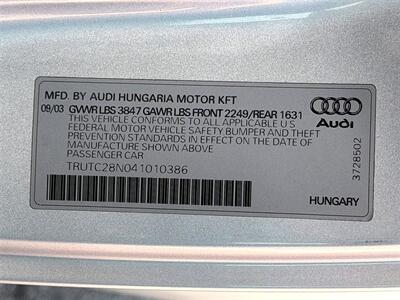 MFD. BY AUDI HUNGARIA MOTOR KFT
09/03 GVWR LBS 3847 GAWR LBS FRONT 2249/REAR 1631
THIS VEHICLE CONFORMS TO ALL APPLICABLE U S
FEDERAL MOTOR VEHICLE SAFETY BUMPER AND THEFT
PREVENTION STANDARDS IN EFFECT ON THE DATE OF
MANUFACTURE SHOWN ABOVE
PASSENGER CAR
TRUTC28N041010386
Audi
3728502
HUNGARY